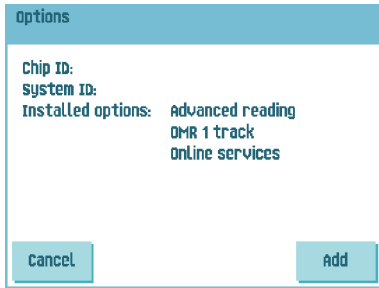 Options
Chip ID:
System ID:
Installed options: Advanced reading
OMR 1 track
Online services
Cancel Add